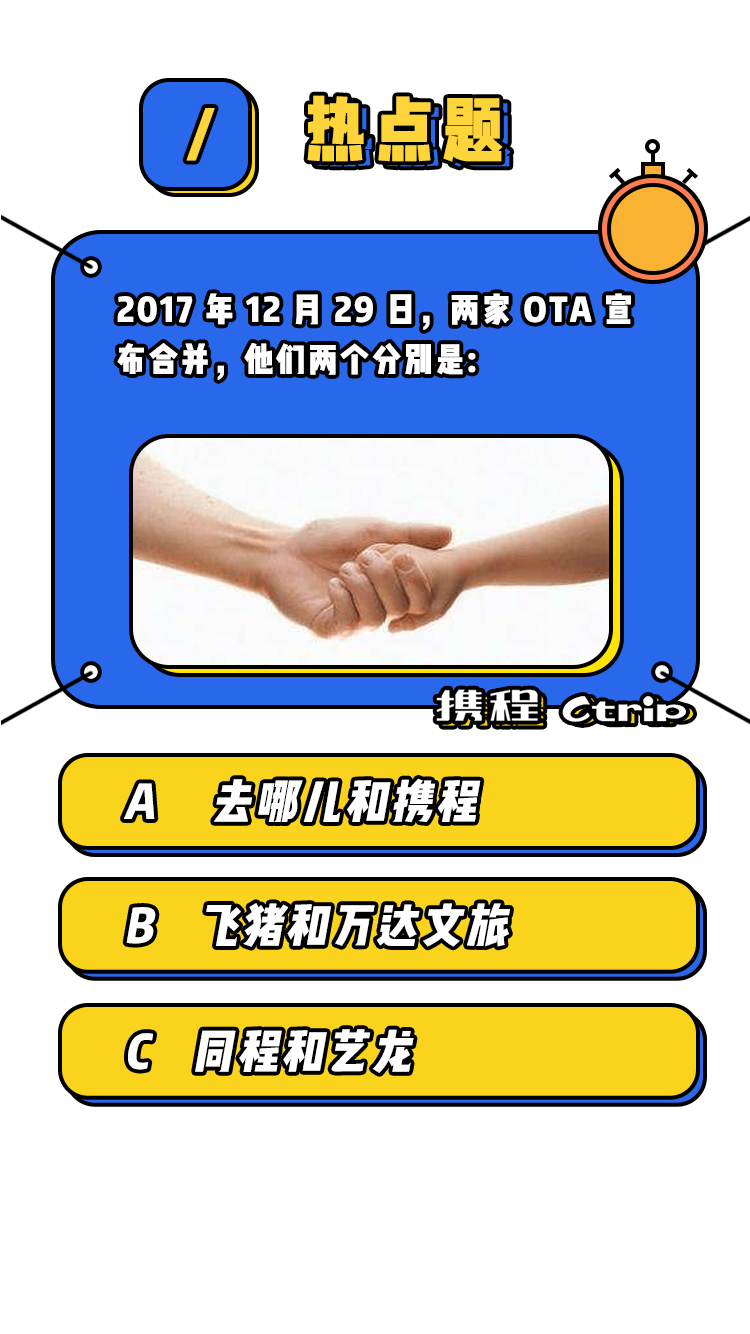 / 热点题
2017 年 12 月 29 日，两家 OTA 宣
布合并，他们两个分别是：
携程 Ctrip
A 去哪儿和携程
B 飞猪和万达文旅
C 同程和艺龙